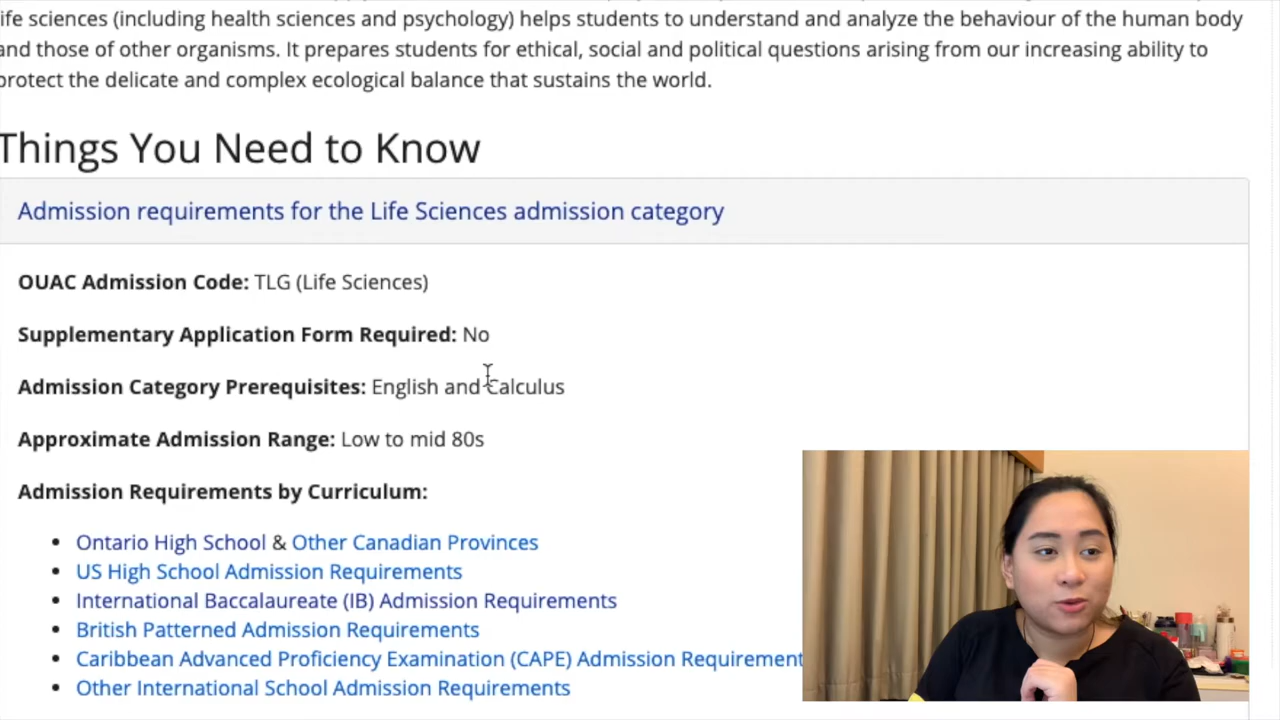 ife sciences (including health sciences and psychology) helps students to understand and analyze the behaviour of the human body
and those of other organisms. It prepares students for ethical, social and political questions arising from our increasing ability to
protect the delicate and complex ecological balance that sustains the world.
Things You Need to Know
Admission requirements for the Life Sciences admission category
OUAC Admission Code: TLG (Life Sciences)
Supplementary Application Form Required: No
Admission Category Prerequisites: English and Calculus
Approximate Admission Range: Low to mid 80s
Admission Requirements by Curriculum:
• Ontario High School & Other Canadian Provinces
• US High School Admission Requirements
• International Baccalaureate (IB) Admission Requirements
• British Patterned Admission Requirements
• Caribbean Advanced Proficiency Examination (CAPE) Admission Requirement
• Other International School Admission Requirements